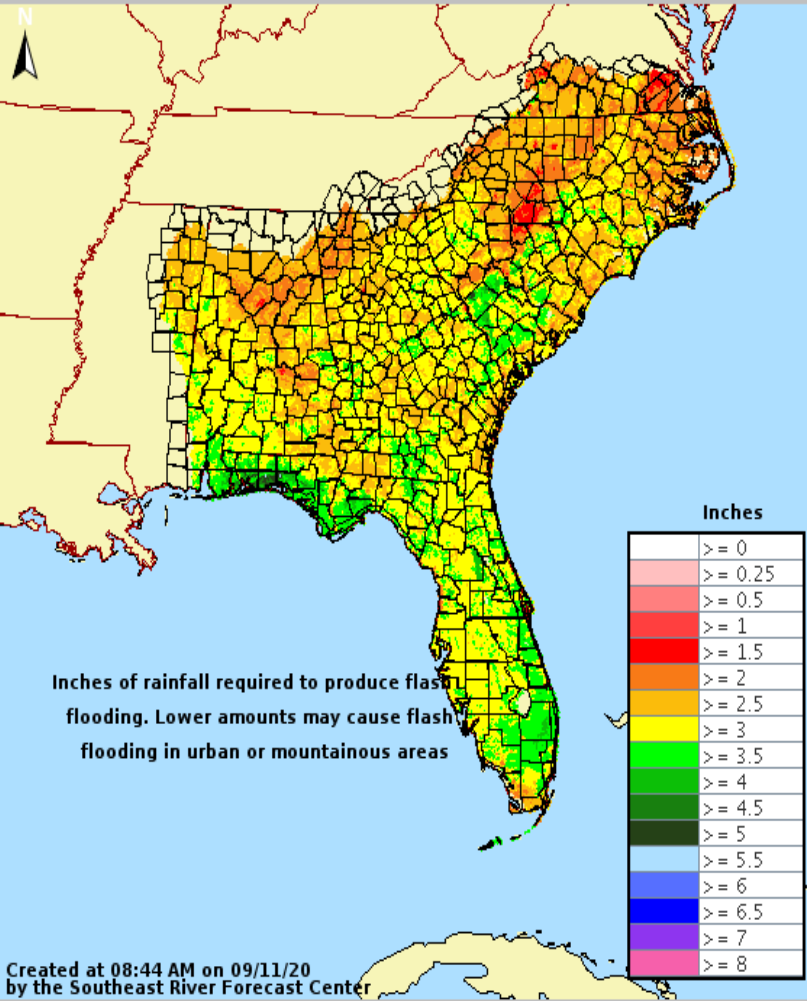 N
Inches
>= 0
>= 0.25
>= 0.5
>= 1
>= 1.5
>= 2
>= 2.5
>= 3
>= 3.5
>= 4
>= 4.5
>= 5
>= 5.5
>= 6
>= 6.5
>= 7
>= 8
Inches of rainfall required to produce flash
flooding. Lower amounts may cause flash
flooding in urban or mountainous areas
Created at 08:44 AM on 09/11/20
by the Southeast River Forecast Center